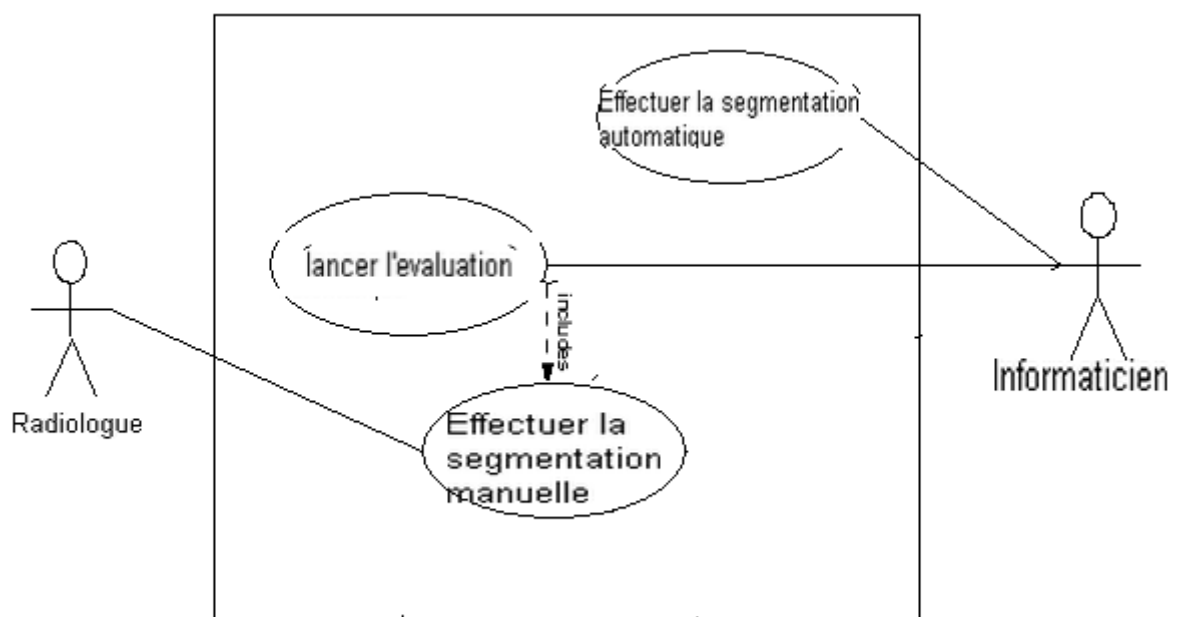 Effectuer la segmentation
automatique
lancer l'evaluation
includes
Radiologue
Informaticien
Effectuer la
segmentation
manuelle